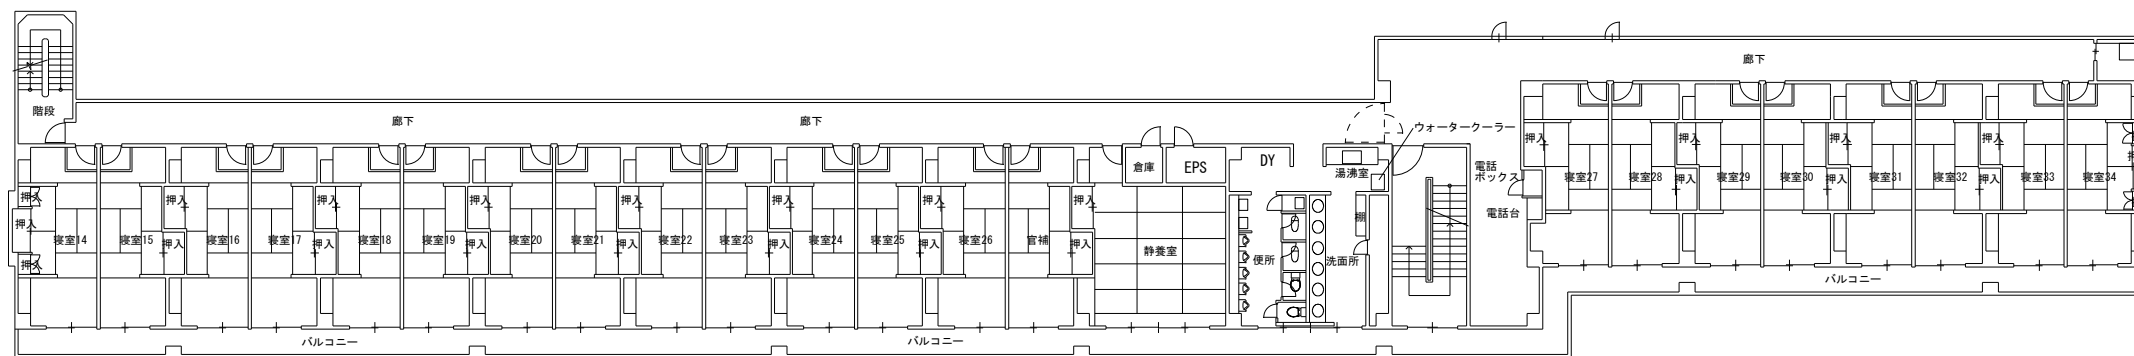 廊下
階段
廊下
廊下
ウォータークーラー
倉庫
EPS
DY
湯沸室
電話
ボックス
電話台
押入
押入
押入
押入
押入
押入
押入
押入
押入
押入
押入
寝室27
寝室28
押入
寝室29
寝室30
押入
寝室31
寝室32
押入
寝室33
寝室34
押入
押入
押入
押
棚
押入
寝室14
寝室15
押入
寝室16
寝室17
押入
寝室18
寝室19
押入
寝室20
寝室21
押入
寝室22
寝室23
押入
寝室24
寝室25
押入
寝室26
官補
押入
静養室
便所
洗面所
押入
バルコニー
バルコニー
バルコニー